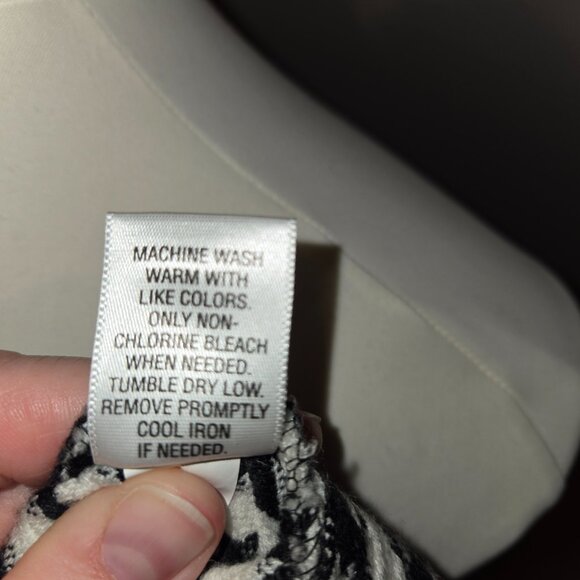 MACHINE WASH
WARM WITH
LIKE COLORS.
ONLY NON-
CHLORINE BLEACH
WHEN NEEDED.
TUMBLE DRY LOW.
REMOVE PROMPTLY
COOL IRON
IF NEEDED.